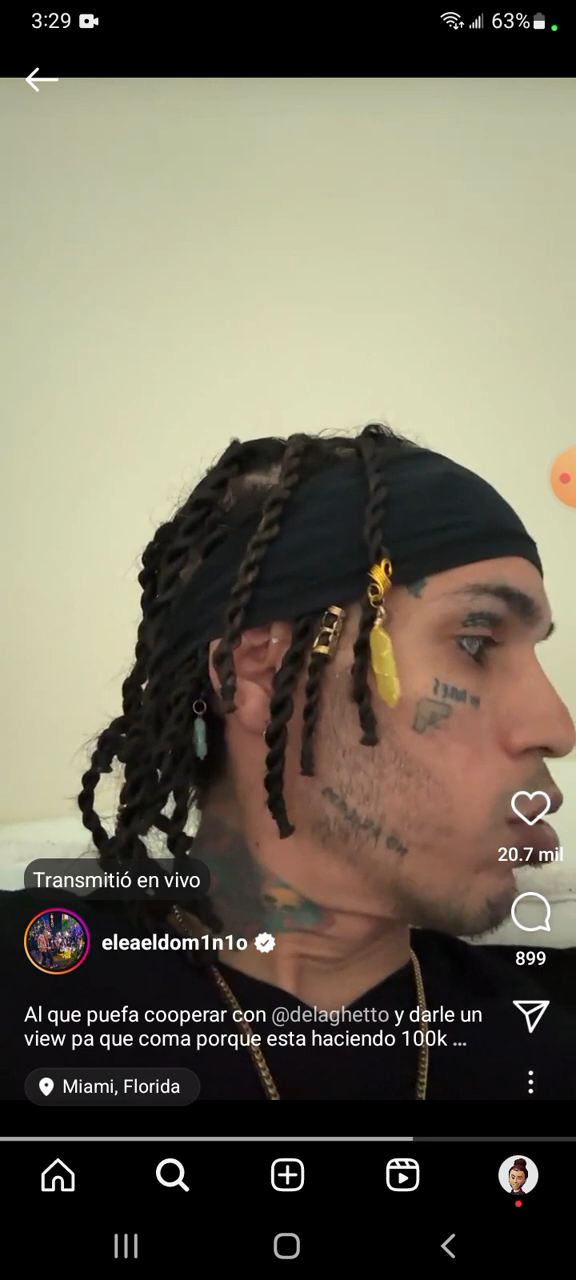 3:29
63%
20.7 mil
Transmitió en vivo
eleaeldom1n1o
899
Al que puefa cooperar con @delaghetto y darle un
view pa que coma porque esta haciendo 100k ...
Miami, Florida